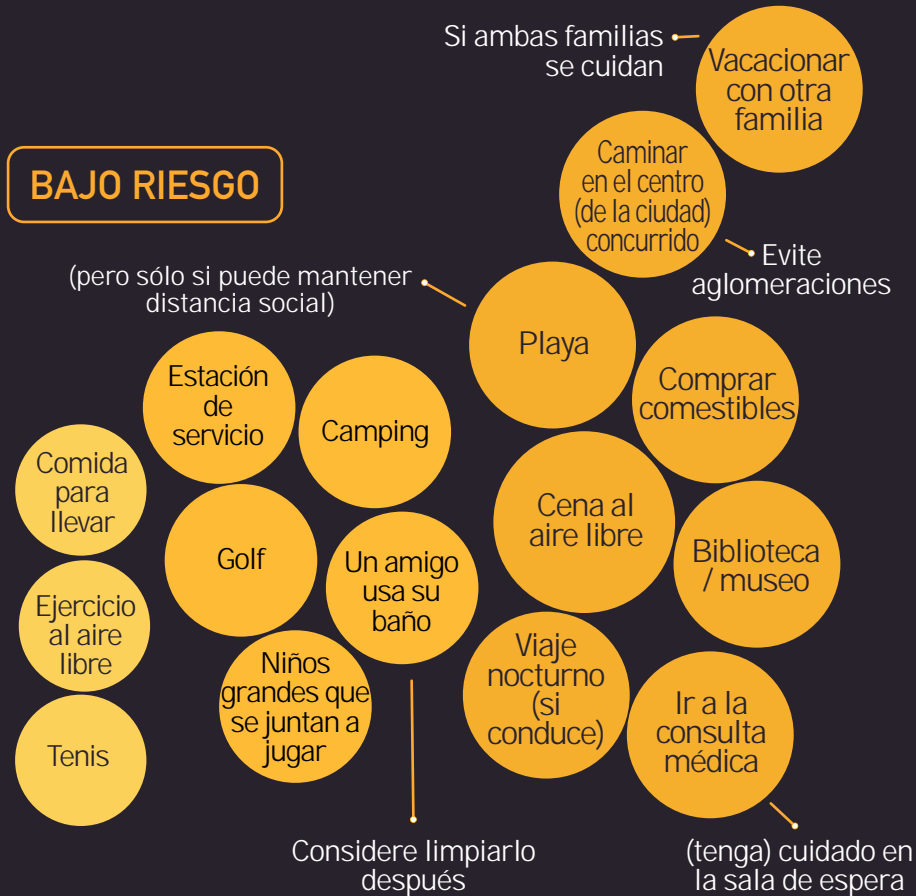 Si ambas familias
se cuidan
Vacacionar
con otra
familia
BAJO RIESGO
Caminar
en el centro
(de la ciudad)
concurrido
Evite
aglomeraciones
(pero sólo si puede mantener
distancia social)
Playa
Estación
de
servicio
Camping
Comprar
comestibles
Comida
para
llevar
Golf
Un amigo
usa su
baño
Cena al
aire libre
Biblioteca
/ museo
Ejercicio
al aire
libre
Niños
grandes que
se juntan a
jugar
Viaje
nocturno
(si
conduce)
Ir a la
consulta
médica
Tenis
Considere limpiarlo
después
(tenga) cuidado en
la sala de espera